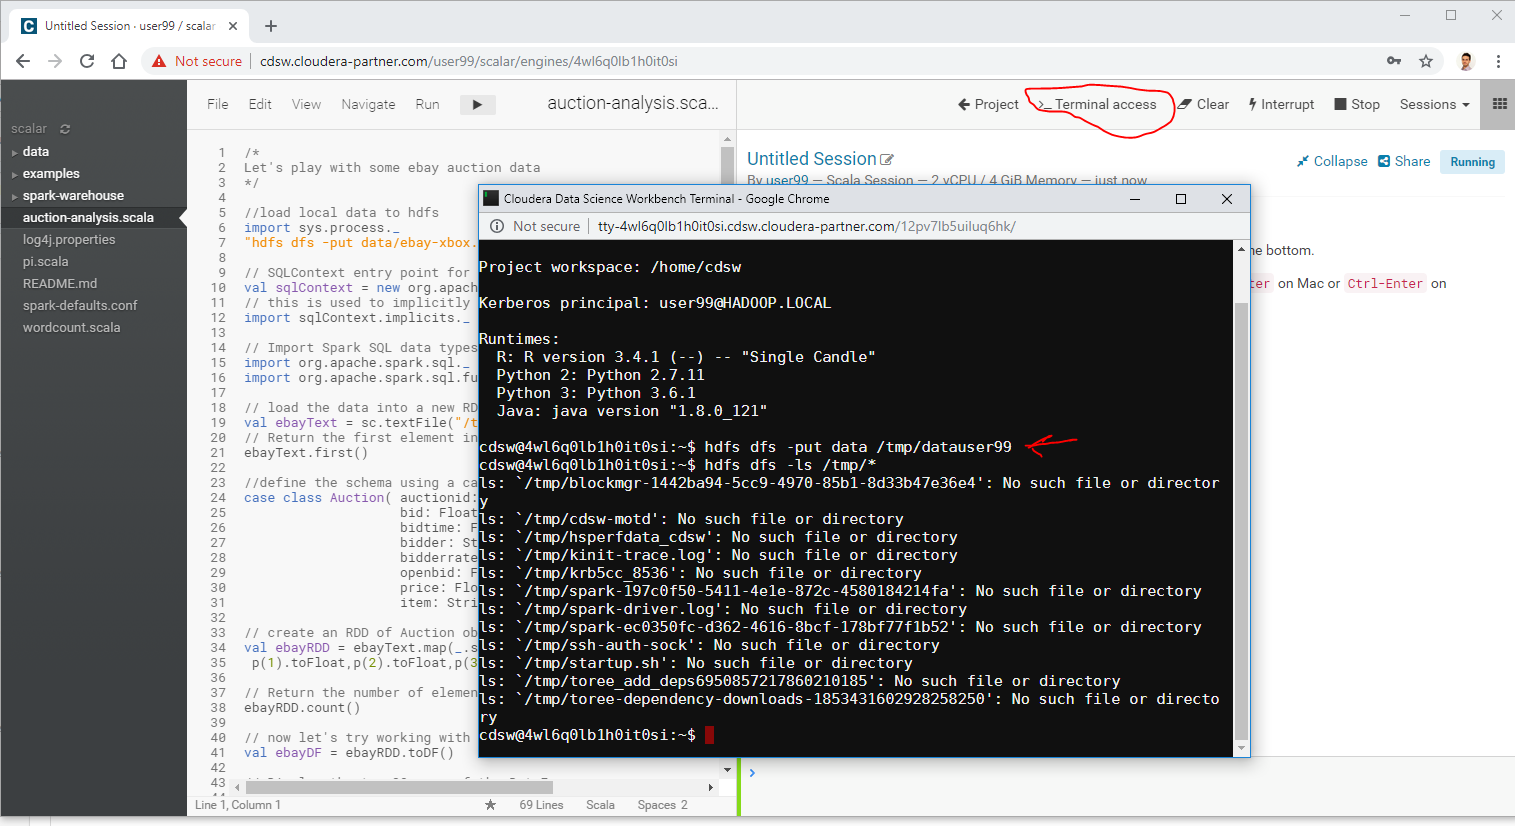 Untitled Session · user99 / scalar
Not secure | cdsw.cloudera-partner.com/user99/scalar/engines/4wl6q0lb1h0it0si
scalar
data
examples
spark-warehouse
auction-analysis.scala
log4j.properties
pi.scala
README.md
spark-defaults.conf
wordcount.scala
File Edit View Navigate Run auction-analysis.sca...
1 /*
2 Let's play with some ebay auction data
3 */
4
5 //load local data to hdfs
6 import sys.process._
7 "hdfs dfs -put data/ebay-xbox.
8
9 // SQLContext entry point for
10 val sqlContext = new org.apach
11 // this is used to implicitly
12 import sqlContext.implicits._
13
14 // Import Spark SQL data types
15 import org.apache.spark.sql._
16 import org.apache.spark.sql.fu
17
18 // load the data into a new RD
19 val ebayText = sc.textFile("/t
20 // Return the first element in
21 ebayText.first()
22
23 //define the schema using a ca
24 case class Auction( auctionid:
25 bid: Float
26 bidtime: F
27 bidder: St
28 bidderrate
29 openbid: F
30 price: Flo
31 item: Stri
32
33 // create an RDD of Auction ob
34 val ebayRDD = ebayText.map(_.s
35 p(1).toFloat,p(2).toFloat,p(3
36
37 // Return the number of elemen
38 ebayRDD.count()
39
40 // now let's try working with
41 val ebayDF = ebayRDD.toDF()
42
43
Line 1, Column 1 69 Lines Scala Spaces 2
Project >_ Terminal access Clear Interrupt Stop Sessions
Untitled Session
Collapse Share Running
By user99 — Scala Session — 2 vCPU / 4 GiB Memory — just now
he bottom.
ter on Mac or Ctrl-Enter on
Cloudera Data Science Workbench Terminal - Google Chrome
Not secure | tty-4wl6q0lb1h0it0si.cdsw.cloudera-partner.com/12pv7lb5uiluq6hk/
Project workspace: /home/cdsw
Kerberos principal: user99@HADOOP.LOCAL
Runtimes:
R: R version 3.4.1 (--) -- "Single Candle"
Python 2: Python 2.7.11
Python 3: Python 3.6.1
Java: java version "1.8.0_121"
cdsw@4wl6q0lb1h0it0si:~$ hdfs dfs -put data /tmp/datauser99
cdsw@4wl6q0lb1h0it0si:~$ hdfs dfs -ls /tmp/*
ls: `/tmp/blockmgr-1442ba94-5cc9-4970-85b1-8d33b47e36e4': No such file or director
y
ls: `/tmp/cdsw-motd': No such file or directory
ls: `/tmp/hsperfdata_cdsw': No such file or directory
ls: `/tmp/kinit-trace.log': No such file or directory
ls: `/tmp/krb5cc_8536': No such file or directory
ls: `/tmp/spark-197c0f50-5411-4e1e-872c-4580184214fa': No such file or directory
ls: `/tmp/spark-driver.log': No such file or directory
ls: `/tmp/spark-ec0350fc-d362-4616-8bcf-178bf77f1b52': No such file or directory
ls: `/tmp/ssh-auth-sock': No such file or directory
ls: `/tmp/startup.sh': No such file or directory
ls: `/tmp/toree_add_deps6950857217860210185': No such file or directory
ls: `/tmp/toree-dependency-downloads-1853431602928258250': No such file or directo
ry
cdsw@4wl6q0lb1h0it0si:~$